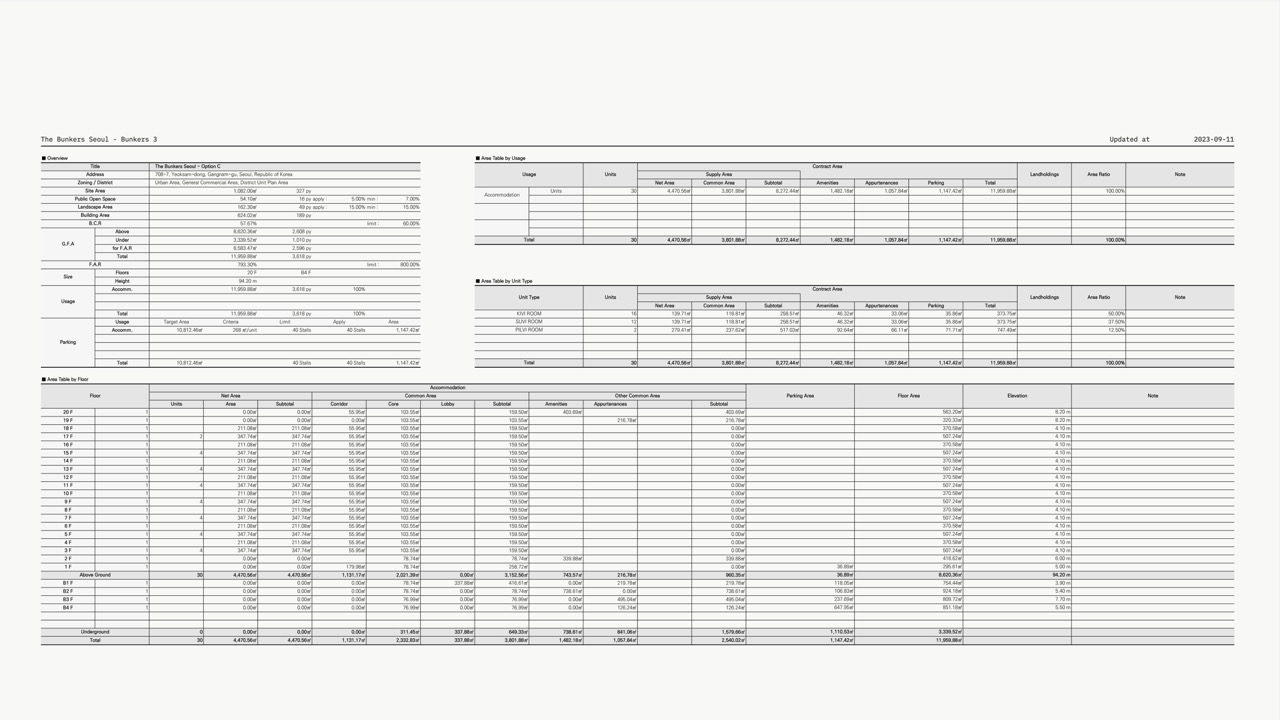 The Bunkers Seoul - Bunkers 3 Updated at 2023-09-11
■ Overview
Title The Bunkers Seoul - Option C
Address 708-7, Yeoksam-dong, Gangnam-gu, Seoul, Republic of Korea
Zoning / District Urban Area, General Commercial Area, District Unit Plan Area
Site Area 1,082.00㎡ 327 py
Public Open Space 54.10㎡ 16 py apply : 5.00% min : 7.00%
Landscape Area 162.30㎡ 49 py apply : 15.00% min : 15.00%
Building Area 624.02㎡ 189 py
B.C.R 57.67% limit : 60.00%
G.F.A Above 8,620.36㎡ 2,608 py
Under 3,339.52㎡ 1,010 py
for F.A.R 8,583.47㎡ 2,596 py
Total 11,959.88㎡ 3,618 py
F.A.R 793.30% limit : 800.00%
Size Floors 20 F B4 F
Height 94.20 m
Usage Accomm. 11,959.88㎡ 3,618 py 100%
Total 11,959.88㎡ 3,618 py 100%
Parking Usage Target Area Criteria Limit Apply Area
Accomm. 10,812.46㎡ 268 ㎡/unit 40 Stalls 40 Stalls 1,147.42㎡
Total 10,812.46㎡ 40 Stalls 40 Stalls 1,147.42㎡
■ Area Table by Usage
Usage Units Contract Area Landholdings Area Ratio Note
Supply Area Amenities Appurtenances Parking Total
Net Area Common Area Subtotal
Accommodation Units 30 4,470.56㎡ 3,801.88㎡ 8,272.44㎡ 1,482.18㎡ 1,057.84㎡ 1,147.42㎡ 11,959.88㎡ 100.00%
Total 30 4,470.56㎡ 3,801.88㎡ 8,272.44㎡ 1,482.18㎡ 1,057.84㎡ 1,147.42㎡ 11,959.88㎡ 100.00%
■ Area Table by Unit Type
Unit Type Units Contract Area Landholdings Area Ratio Note
Supply Area Amenities Appurtenances Parking Total
Net Area Common Area Subtotal
KIVI ROOM 16 139.71㎡ 118.81㎡ 258.51㎡ 46.32㎡ 33.06㎡ 35.86㎡ 373.75㎡ 50.00%
SUVI ROOM 12 139.71㎡ 118.81㎡ 258.51㎡ 46.32㎡ 33.06㎡ 35.86㎡ 373.75㎡ 37.50%
PILVI ROOM 2 279.41㎡ 237.62㎡ 517.03㎡ 92.64㎡ 66.11㎡ 71.71㎡ 747.49㎡ 12.50%
Total 30 4,470.56㎡ 3,801.88㎡ 8,272.44㎡ 1,482.18㎡ 1,057.84㎡ 1,147.42㎡ 11,959.88㎡ 100.00%
■ Area Table by Floor
Floor Accommodation Parking Area Floor Area Elevation Note
Net Area Common Area Other Common Area
Units Area Subtotal Corridor Core Lobby Subtotal Amenities Appurtenances Subtotal
20 F 1 0.00㎡ 0.00㎡ 55.95㎡ 103.55㎡ 159.50㎡ 403.69㎡ 403.69㎡ 563.20㎡ 8.20 m
19 F 1 0.00㎡ 0.00㎡ 55.95㎡ 103.55㎡ 103.55㎡ 216.78㎡ 216.78㎡ 320.33㎡ 8.20 m
18 F 1 211.08㎡ 211.08㎡ 55.95㎡ 103.55㎡ 159.50㎡ 0.00㎡ 370.58㎡ 4.10 m
17 F 1 2 347.74㎡ 347.74㎡ 55.95㎡ 103.55㎡ 159.50㎡ 0.00㎡ 507.24㎡ 4.10 m
16 F 1 211.08㎡ 211.08㎡ 55.95㎡ 103.55㎡ 159.50㎡ 0.00㎡ 370.58㎡ 4.10 m
15 F 1 4 347.74㎡ 347.74㎡ 55.95㎡ 103.55㎡ 159.50㎡ 0.00㎡ 507.24㎡ 4.10 m
14 F 1 211.08㎡ 211.08㎡ 55.95㎡ 103.55㎡ 159.50㎡ 0.00㎡ 370.58㎡ 4.10 m
13 F 1 4 347.74㎡ 347.74㎡ 55.95㎡ 103.55㎡ 159.50㎡ 0.00㎡ 507.24㎡ 4.10 m
12 F 1 211.08㎡ 211.08㎡ 55.95㎡ 103.55㎡ 159.50㎡ 0.00㎡ 370.58㎡ 4.10 m
11 F 1 4 347.74㎡ 347.74㎡ 55.95㎡ 103.55㎡ 159.50㎡ 0.00㎡ 507.24㎡ 4.10 m
10 F 1 211.08㎡ 211.08㎡ 55.95㎡ 103.55㎡ 159.50㎡ 0.00㎡ 370.58㎡ 4.10 m
9 F 1 4 347.74㎡ 347.74㎡ 55.95㎡ 103.55㎡ 159.50㎡ 0.00㎡ 507.24㎡ 4.10 m
8 F 1 211.08㎡ 211.08㎡ 55.95㎡ 103.55㎡ 159.50㎡ 0.00㎡ 370.58㎡ 4.10 m
7 F 1 4 347.74㎡ 347.74㎡ 55.95㎡ 103.55㎡ 159.50㎡ 0.00㎡ 507.24㎡ 4.10 m
6 F 1 211.08㎡ 211.08㎡ 55.95㎡ 103.55㎡ 159.50㎡ 0.00㎡ 370.58㎡ 4.10 m
5 F 1 4 347.74㎡ 347.74㎡ 55.95㎡ 103.55㎡ 159.50㎡ 0.00㎡ 507.24㎡ 4.10 m
4 F 1 211.08㎡ 211.08㎡ 55.95㎡ 103.55㎡ 159.50㎡ 0.00㎡ 370.58㎡ 4.10 m
3 F 1 4 347.74㎡ 347.74㎡ 55.95㎡ 103.55㎡ 159.50㎡ 0.00㎡ 507.24㎡ 4.10 m
2 F 1 0.00㎡ 0.00㎡ 78.74㎡ 78.74㎡ 339.88㎡ 339.88㎡ 418.62㎡ 6.00 m
1 F 1 0.00㎡ 0.00㎡ 179.98㎡ 78.74㎡ 258.72㎡ 0.00㎡ 36.89㎡ 295.61㎡ 5.00 m
Above Ground 30 4,470.56㎡ 4,470.56㎡ 1,131.17㎡ 2,021.39㎡ 0.00㎡ 3,152.56㎡ 743.57㎡ 216.78㎡ 960.35㎡ 36.89㎡ 8,620.36㎡ 94.20 m
B1 F 1 0.00㎡ 0.00㎡ 0.00㎡ 78.74㎡ 337.88㎡ 416.61㎡ 0.00㎡ 219.78㎡ 219.78㎡ 118.05㎡ 754.44㎡ 3.90 m
B2 F 1 0.00㎡ 0.00㎡ 0.00㎡ 78.74㎡ 0.00㎡ 78.74㎡ 738.61㎡ 0.00㎡ 738.61㎡ 106.83㎡ 924.18㎡ 5.40 m
B3 F 1 0.00㎡ 0.00㎡ 0.00㎡ 76.99㎡ 0.00㎡ 76.99㎡ 0.00㎡ 495.04㎡ 495.04㎡ 237.69㎡ 809.72㎡ 7.70 m
B4 F 1 0.00㎡ 0.00㎡ 0.00㎡ 76.99㎡ 0.00㎡ 76.99㎡ 0.00㎡ 126.24㎡ 126.24㎡ 647.95㎡ 851.18㎡ 5.50 m
Underground 0 0.00㎡ 0.00㎡ 0.00㎡ 311.45㎡ 337.88㎡ 649.33㎡ 738.61㎡ 841.06㎡ 1,579.66㎡ 1,110.53㎡ 3,339.52㎡
Total 30 4,470.56㎡ 4,470.56㎡ 1,131.17㎡ 2,332.83㎡ 337.88㎡ 3,801.88㎡ 1,482.18㎡ 1,057.84㎡ 2,540.02㎡ 1,147.42㎡ 11,959.88㎡